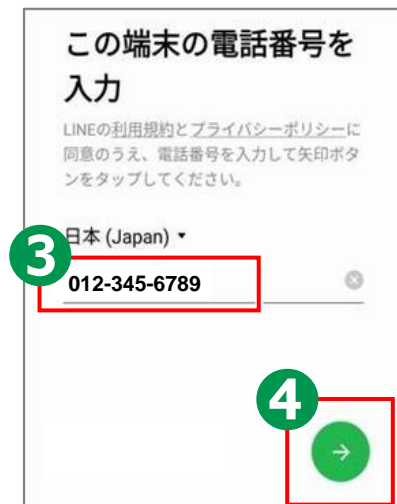 この端末の電話番号を
入力
LINEの利用規約とプライバシーポリシーに
同意のうえ、電話番号を入力して矢印ボタ
ンをタップしてください。
日本 (Japan) ▼
3
012-345-6789
4